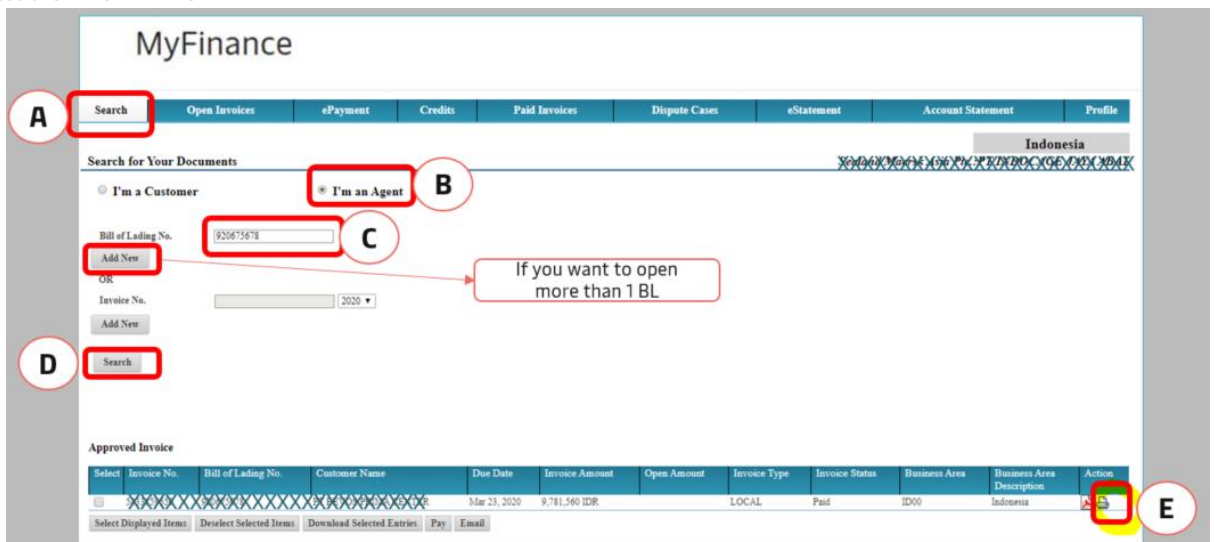 MyFinance
A
Search Open Invoices ePayment Credits Paid Invoices Dispute Cases eStatement Account Statement Profile
Indonesia
Search for Your Documents
I'm a Customer I'm an Agent B
Bill of Lading No. 920675678 C
Add New
If you want to open
more than 1 BL
OR
Invoice No. 2020
Add New
D Search
Approved Invoice
Select Invoice No. Bill of Lading No. Customer Name Due Date Invoice Amount Open Amount Invoice Type Invoice Status Business Area Business Area Description Action
Mar 23, 2020 9,781,560 IDR LOCAL Paid ID00 Indonesia E
Select Displayed Items Deselect Selected Items Download Selected Entries Pay Email